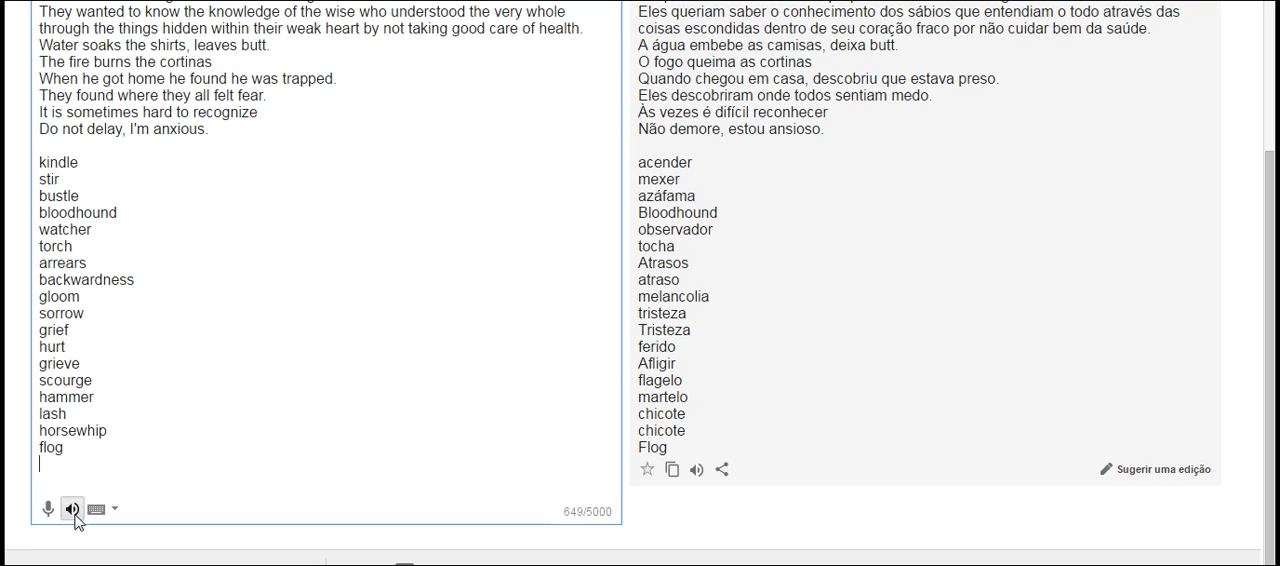 They wanted to know the knowledge of the wise who understood the very whole
through the things hidden within their weak heart by not taking good care of health.
Water soaks the shirts, leaves butt.
The fire burns the cortinas
When he got home he found he was trapped.
They found where they all felt fear.
It is sometimes hard to recognize
Do not delay, I'm anxious.
kindle
stir
bustle
bloodhound
watcher
torch
arrears
backwardness
gloom
sorrow
grief
hurt
grieve
scourge
hammer
lash
horsewhip
flog
649/5000
Eles queriam saber o conhecimento dos sábios que entendiam o todo através das
coisas escondidas dentro de seu coração fraco por não cuidar bem da saúde.
A água embebe as camisas, deixa butt.
O fogo queima as cortinas
Quando chegou em casa, descobriu que estava preso.
Eles descobriram onde todos sentiam medo.
Às vezes é difícil reconhecer
Não demore, estou ansioso.
acender
mexer
azáfama
Bloodhound
observador
tocha
Atrasos
atraso
melancolia
tristeza
Tristeza
ferido
Afligir
flagelo
martelo
chicote
chicote
Flog
Sugerir uma edição